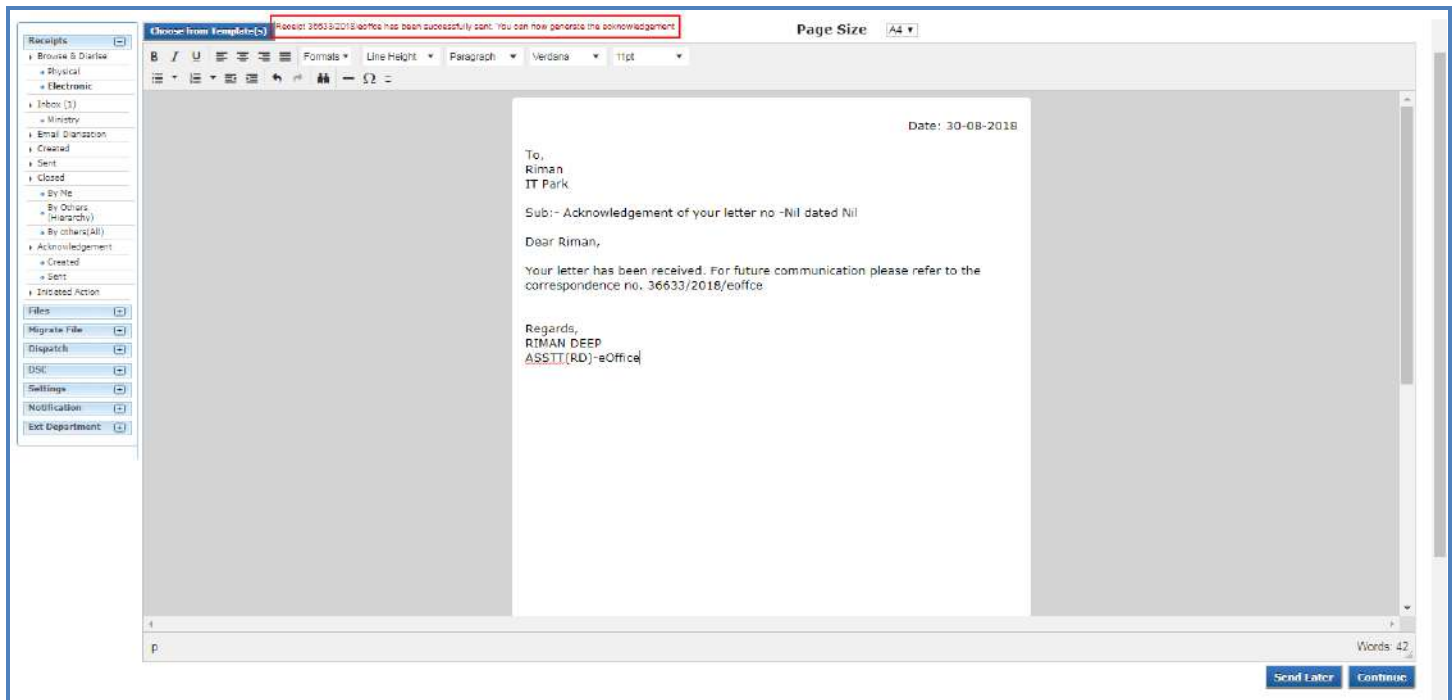 Receipts
Browse & Diarise
Physical
Electronic
Inbox (1)
Ministry
Email Diarisation
Created
Sent
Closed
By Me
By Others
(Hierarchy)
By others(All)
Acknowledgement
Created
Sent
Initiated Action
Files
Migrate File
Dispatch
DSC
Settings
Notification
Ext Department
Choose from Template(s)
Receipt 36633/2018/eoffce has been successfully sent. You can now generate the acknowledgement
Page Size A4
B I U Formats Line Height Paragraph Verdana 11pt
Ω
Date: 30-08-2018
To,
Riman
IT Park
Sub:- Acknowledgement of your letter no -Nil dated Nil
Dear Riman,
Your letter has been received. For future communication please refer to the
correspondence no. 36633/2018/eoffce
Regards,
RIMAN DEEP
ASSTT(RD)-eOffice
p
Words: 42
Send Later Continue